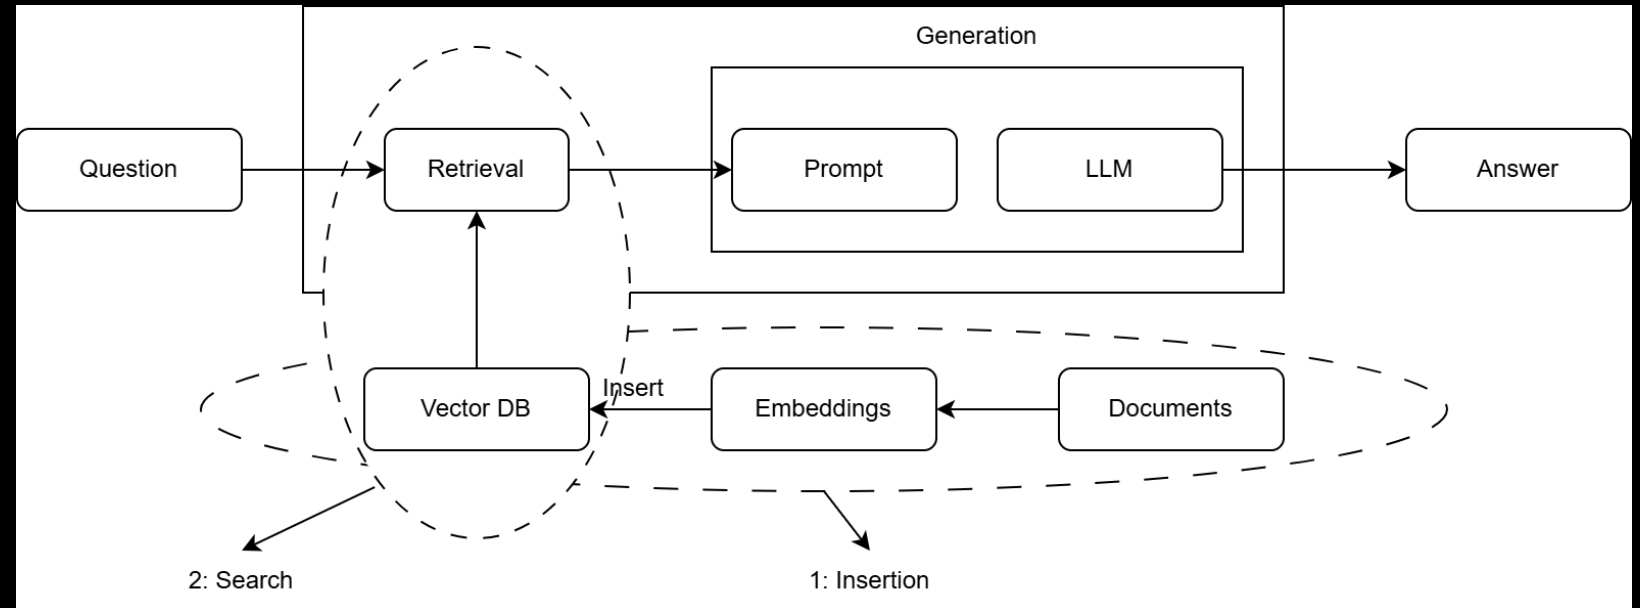 Generation
Question
Retrieval
Prompt
LLM
Answer
Insert
Vector DB
Embeddings
Documents
2: Search
1: Insertion